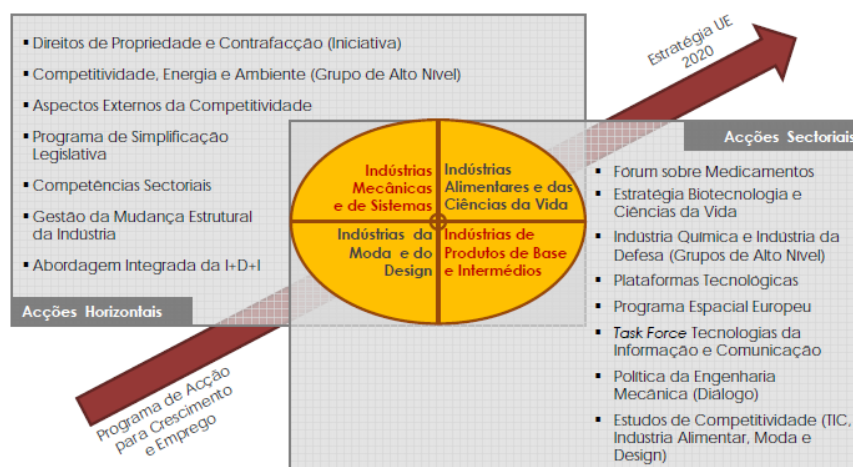 ▪ Direitos de Propriedade e Contrafacção (Iniciativa)
▪ Competitividade, Energia e Ambiente (Grupo de Alto Nível)
▪ Aspectos Externos da Competitividade
▪ Programa de Simplificação
Legislativa
▪ Competências Sectoriais
▪ Gestão da Mudança Estrutural
da Indústria
▪ Abordagem Integrada da I+D+I
Acções Horizontais
Indústrias
Mecânicas
e de Sistemas
Indústrias
Alimentares e das
Ciências da Vida
Indústrias da
Moda e do
Design
Indústrias de
Produtos de Base
e Intermédios
Estratégia UE
2020
Acções Sectoriais
▪ Fórum sobre Medicamentos
▪ Estratégia Biotecnologia e
Ciências da Vida
▪ Indústria Química e Indústria da
Defesa (Grupos de Alto Nível)
▪ Plataformas Tecnológicas
▪ Programa Espacial Europeu
▪ Task Force Tecnologias da
Informação e Comunicação
▪ Política da Engenharia
Mecânica (Diálogo)
▪ Estudos de Competitividade (TIC,
Indústria Alimentar, Moda e
Design)
Programa de Acção
para Crescimento
e Emprego